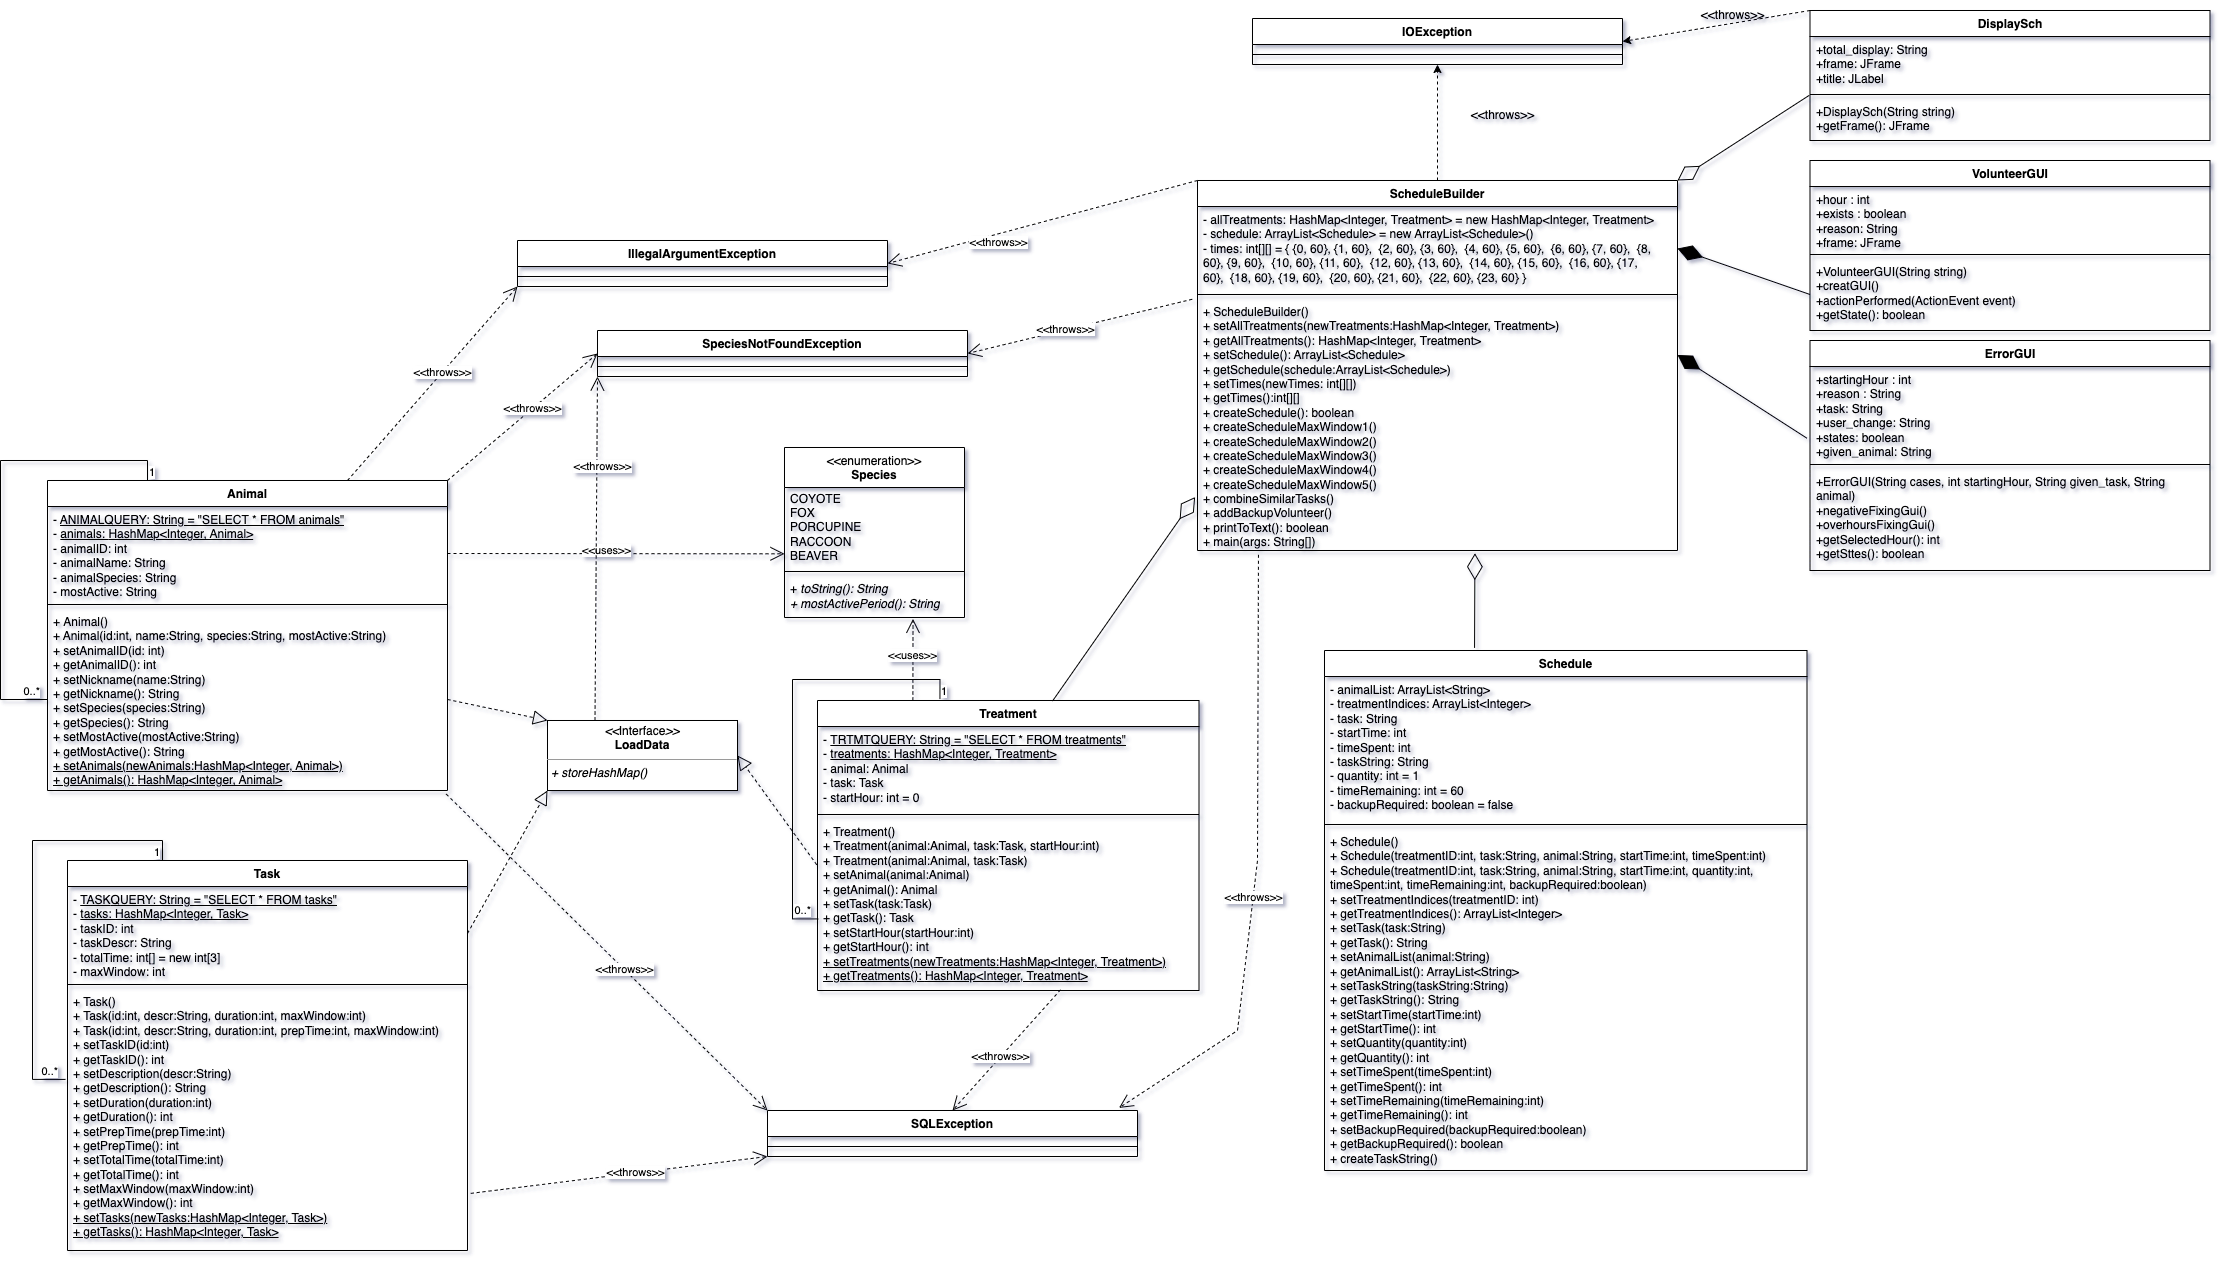 IOException
<<throws>>
<<throws>>
DisplaySch
+total_display: String
+frame: JFrame
+title: JLabel
+DisplaySch(String string)
+getFrame(): JFrame
VolunteerGUI
+hour : int
+exists : boolean
+reason: String
+frame: JFrame
+VolunteerGUI(String string)
+creatGUI()
+actionPerformed(ActionEvent event)
+getState(): boolean
ErrorGUI
+startingHour : int
+reason : String
+task: String
+user_change: String
+states: boolean
+given_animal: String
+ErrorGUI(String cases, int startingHour, String given_task, String
animal)
+negativeFixingGui()
+overhoursFixingGui()
+getSelectedHour(): int
+getSttes(): boolean
ScheduleBuilder
- allTreatments: HashMap<Integer, Treatment> = new HashMap<Integer, Treatment>
- schedule: ArrayList<Schedule> = new ArrayList<Schedule>()
- times: int[][] = { {0, 60}, {1, 60}, {2, 60}, {3, 60}, {4, 60}, {5, 60}, {6, 60}, {7, 60}, {8,
60}, {9, 60}, {10, 60}, {11, 60}, {12, 60}, {13, 60}, {14, 60}, {15, 60}, {16, 60}, {17,
60}, {18, 60}, {19, 60}, {20, 60}, {21, 60}, {22, 60}, {23, 60} }
+ ScheduleBuilder()
+ setAllTreatments(newTreatments:HashMap<Integer, Treatment>)
+ getAllTreatments(): HashMap<Integer, Treatment>
+ setSchedule(): ArrayList<Schedule>
+ getSchedule(schedule:ArrayList<Schedule>)
+ setTimes(newTimes: int[][])
+ getTimes():int[][]
+ createSchedule(): boolean
+ createScheduleMaxWindow1()
+ createScheduleMaxWindow2()
+ createScheduleMaxWindow3()
+ createScheduleMaxWindow4()
+ createScheduleMaxWindow5()
+ combineSimilarTasks()
+ addBackupVolunteer()
+ printToText(): boolean
+ main(args: String[])
<<throws>>
IllegalArgumentException
<<throws>>
SpeciesNotFoundException
<<throws>>
<<throws>>
<<throws>>
<<enumeration>>
Species
COYOTE
FOX
PORCUPINE
RACCOON
BEAVER
+ toString(): String
+ mostActivePeriod(): String
<<uses>>
<<uses>>
1
0..*
Animal
- ANIMALQUERY: String = "SELECT * FROM animals"
- animals: HashMap<Integer, Animal>
- animalID: int
- animalName: String
- animalSpecies: String
- mostActive: String
+ Animal()
+ Animal(id:int, name:String, species:String, mostActive:String)
+ setAnimalID(id: int)
+ getAnimalID(): int
+ setNickname(name:String)
+ getNickname(): String
+ setSpecies(species:String)
+ getSpecies(): String
+ setMostActive(mostActive:String)
+ getMostActive(): String
+ setAnimals(newAnimals:HashMap<Integer, Animal>)
+ getAnimals(): HashMap<Integer, Animal>
<<Interface>>
LoadData
+ storeHashMap()
1
0..*
Treatment
- TRTMTQUERY: String = "SELECT * FROM treatments"
- treatments: HashMap<Integer, Treatment>
- animal: Animal
- task: Task
- startHour: int = 0
+ Treatment()
+ Treatment(animal:Animal, task:Task, startHour:int)
+ Treatment(animal:Animal, task:Task)
+ setAnimal(animal:Animal)
+ getAnimal(): Animal
+ setTask(task:Task)
+ getTask(): Task
+ setStartHour(startHour:int)
+ getStartHour(): int
+ setTreatments(newTreatments:HashMap<Integer, Treatment>)
+ getTreatments(): HashMap<Integer, Treatment>
<<throws>>
Schedule
- animalList: ArrayList<String>
- treatmentIndices: ArrayList<Integer>
- task: String
- startTime: int
- timeSpent: int
- taskString: String
- quantity: int = 1
- timeRemaining: int = 60
- backupRequired: boolean = false
+ Schedule()
+ Schedule(treatmentID:int, task:String, animal:String, startTime:int, timeSpent:int)
+ Schedule(treatmentID:int, task:String, animal:String, startTime:int, quantity:int,
timeSpent:int, timeRemaining:int, backupRequired:boolean)
+ setTreatmentIndices(treatmentID: int)
+ getTreatmentIndices(): ArrayList<Integer>
+ setTask(task:String)
+ getTask(): String
+ setAnimalList(animal:String)
+ getAnimalList(): ArrayList<String>
+ setTaskString(taskString:String)
+ getTaskString(): String
+ setStartTime(startTime:int)
+ getStartTime(): int
+ setQuantity(quantity:int)
+ getQuantity(): int
+ setTimeSpent(timeSpent:int)
+ getTimeSpent(): int
+ setTimeRemaining(timeRemaining:int)
+ getTimeRemaining(): int
+ setBackupRequired(backupRequired:boolean)
+ getBackupRequired(): boolean
+ createTaskString()
1
0..*
Task
- TASKQUERY: String = "SELECT * FROM tasks"
- tasks: HashMap<Integer, Task>
- taskID: int
- taskDescr: String
- totalTime: int[] = new int[3]
- maxWindow: int
+ Task()
+ Task(id:int, descr:String, duration:int, maxWindow:int)
+ Task(id:int, descr:String, duration:int, prepTime:int, maxWindow:int)
+ setTaskID(id:int)
+ getTaskID(): int
+ setDescription(descr:String)
+ getDescription(): String
+ setDuration(duration:int)
+ getDuration(): int
+ setPrepTime(prepTime:int)
+ getPrepTime(): int
+ setTotalTime(totalTime:int)
+ getTotalTime(): int
+ setMaxWindow(maxWindow:int)
+ getMaxWindow(): int
+ setTasks(newTasks:HashMap<Integer, Task>)
+ getTasks(): HashMap<Integer, Task>
<<throws>>
<<throws>>
<<throws>>
SQLException